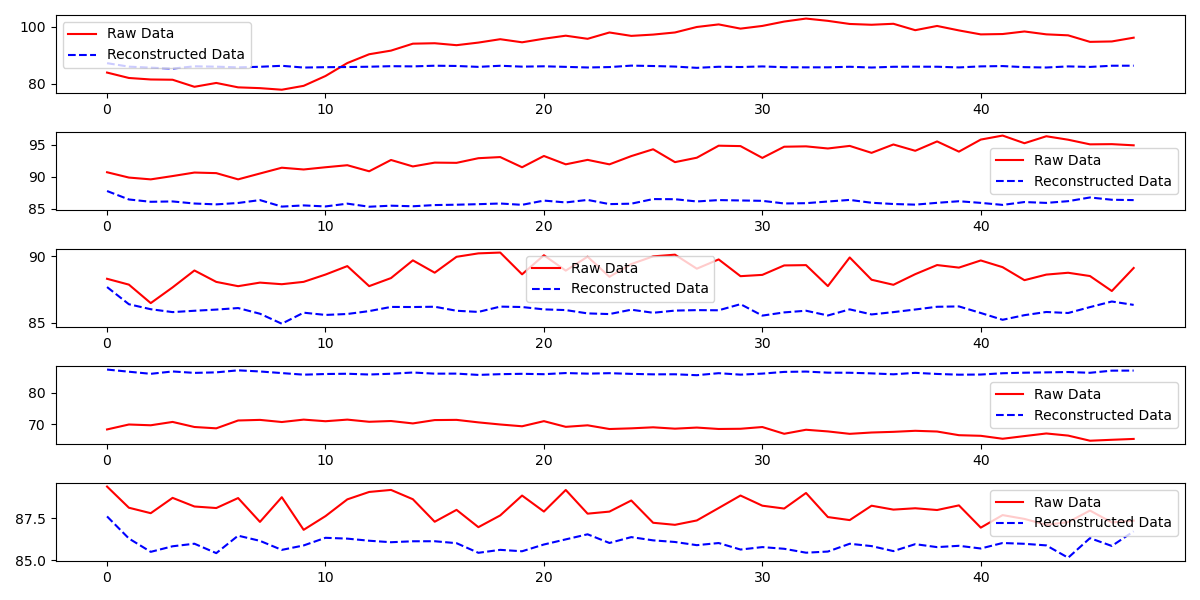 100
80
Raw Data
Reconstructed Data
0 10 20 30 40
95
90
85
Raw Data
Reconstructed Data
0 10 20 30 40
90
85
Raw Data
Reconstructed Data
0 10 20 30 40
80
70
Raw Data
Reconstructed Data
0 10 20 30 40
87.5
85.0
Raw Data
Reconstructed Data
0 10 20 30 40